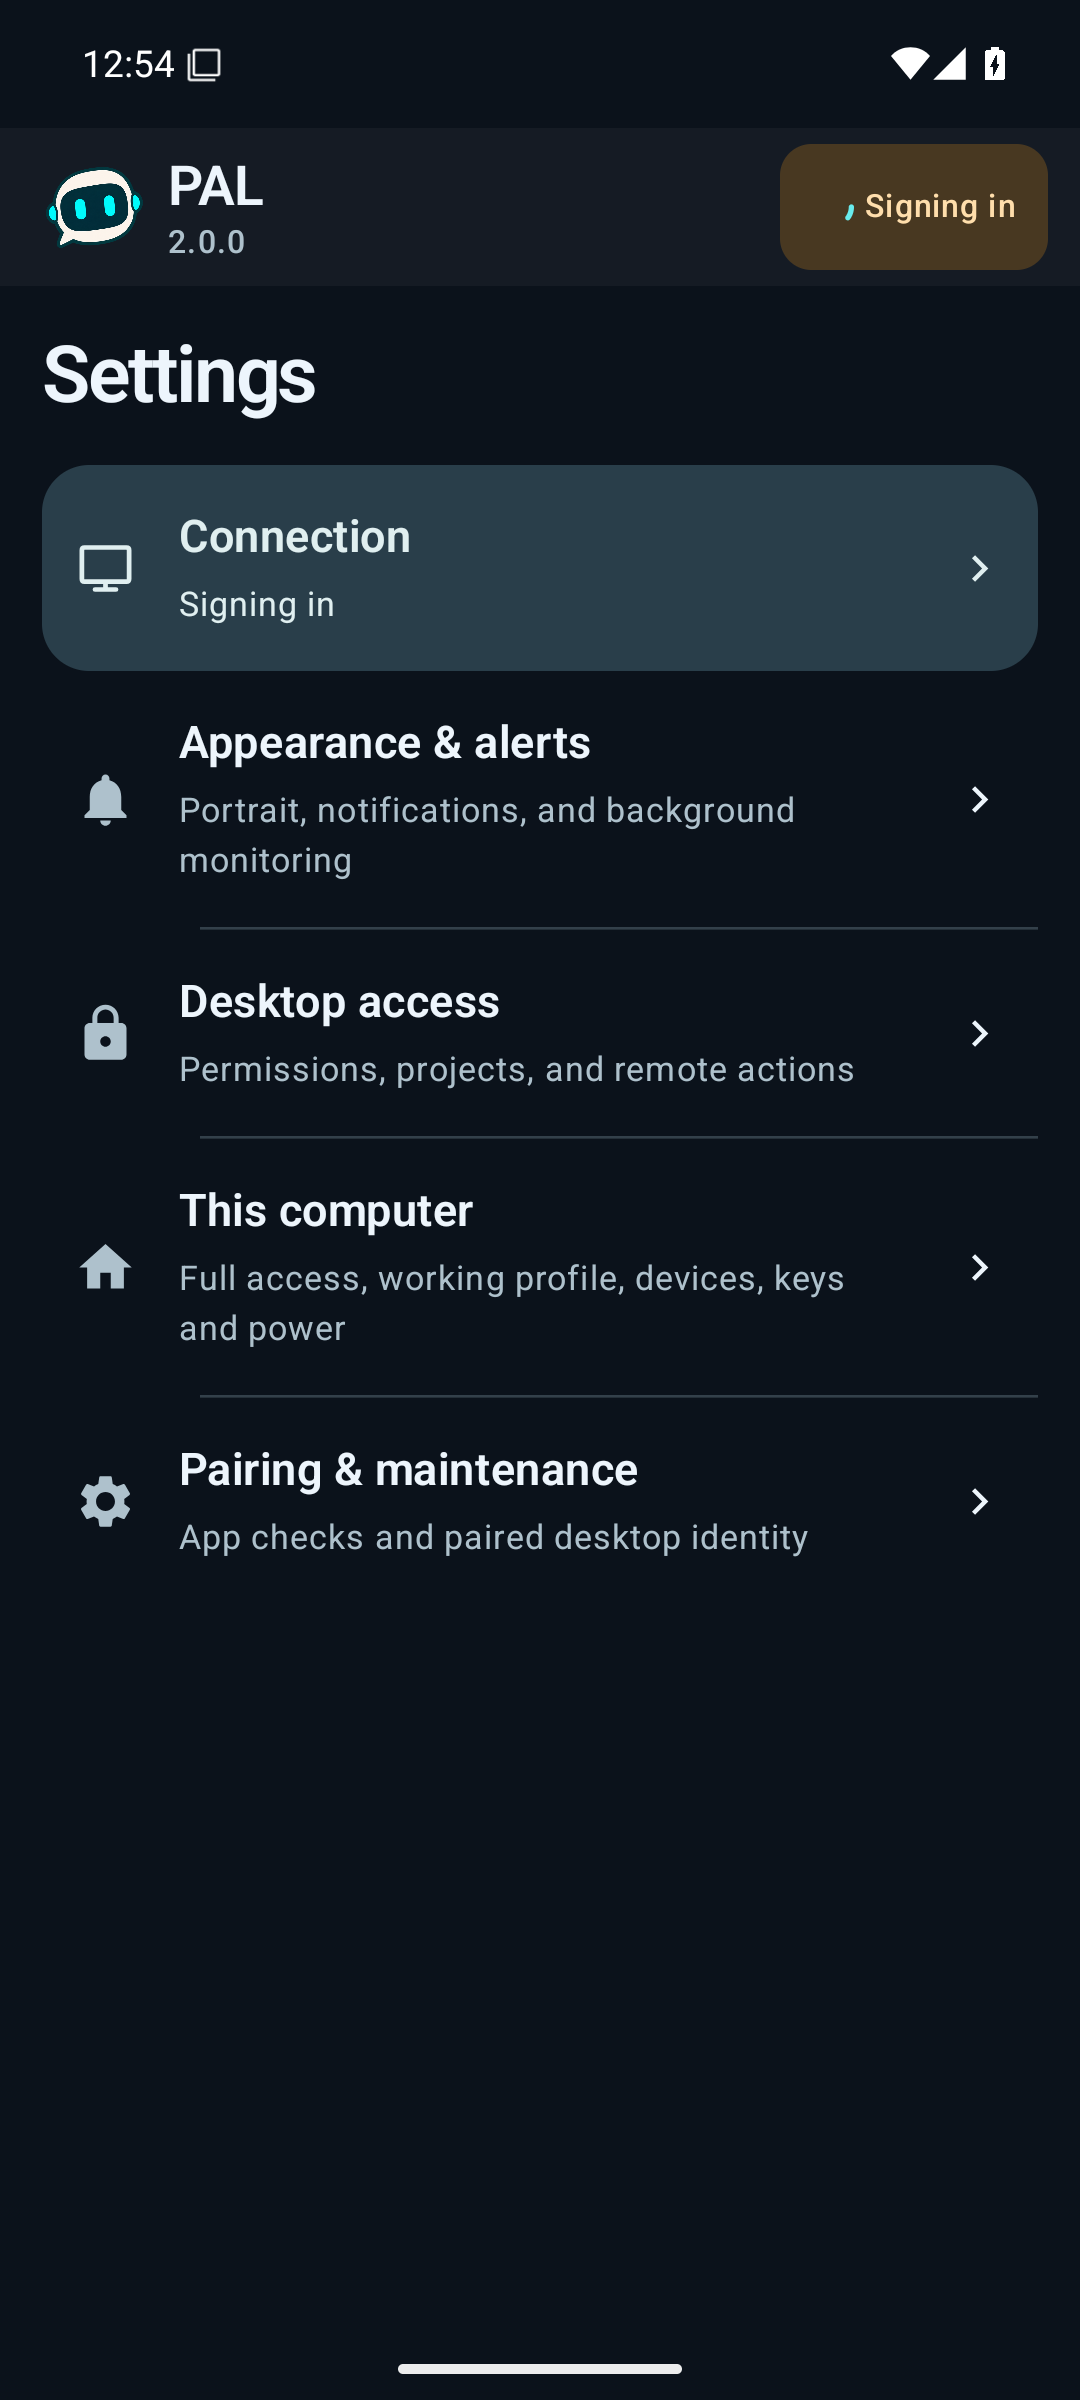 12:54
PAL
2.0.0
Signing in
Settings
Connection
Signing in
Appearance & alerts
Portrait, notifications, and background
monitoring
Desktop access
Permissions, projects, and remote actions
This computer
Full access, working profile, devices, keys
and power
Pairing & maintenance
App checks and paired desktop identity